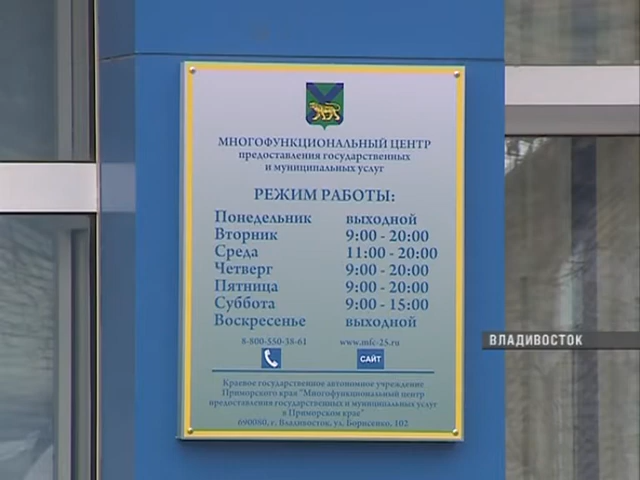 МНОГОФУНКЦИОНАЛЬНЫЙ ЦЕНТР
предоставления государственных
и муниципальных услуг
РЕЖИМ РАБОТЫ:
Понедельник выходной
Вторник 9:00 - 20:00
Среда 11:00 - 20:00
Четверг 9:00 - 20:00
Пятница 9:00 - 20:00
Суббота 9:00 - 15:00
Воскресенье выходной
8-800-550-38-61 www.mfc-25.ru
САЙТ
Краевое государственное автономное учреждение
Приморского края "Многофункциональный центр
предоставления государственных и муниципальных услуг
в Приморском крае"
690080, г. Владивосток, ул. Борисенко, 102
ВЛАДИВОСТОК